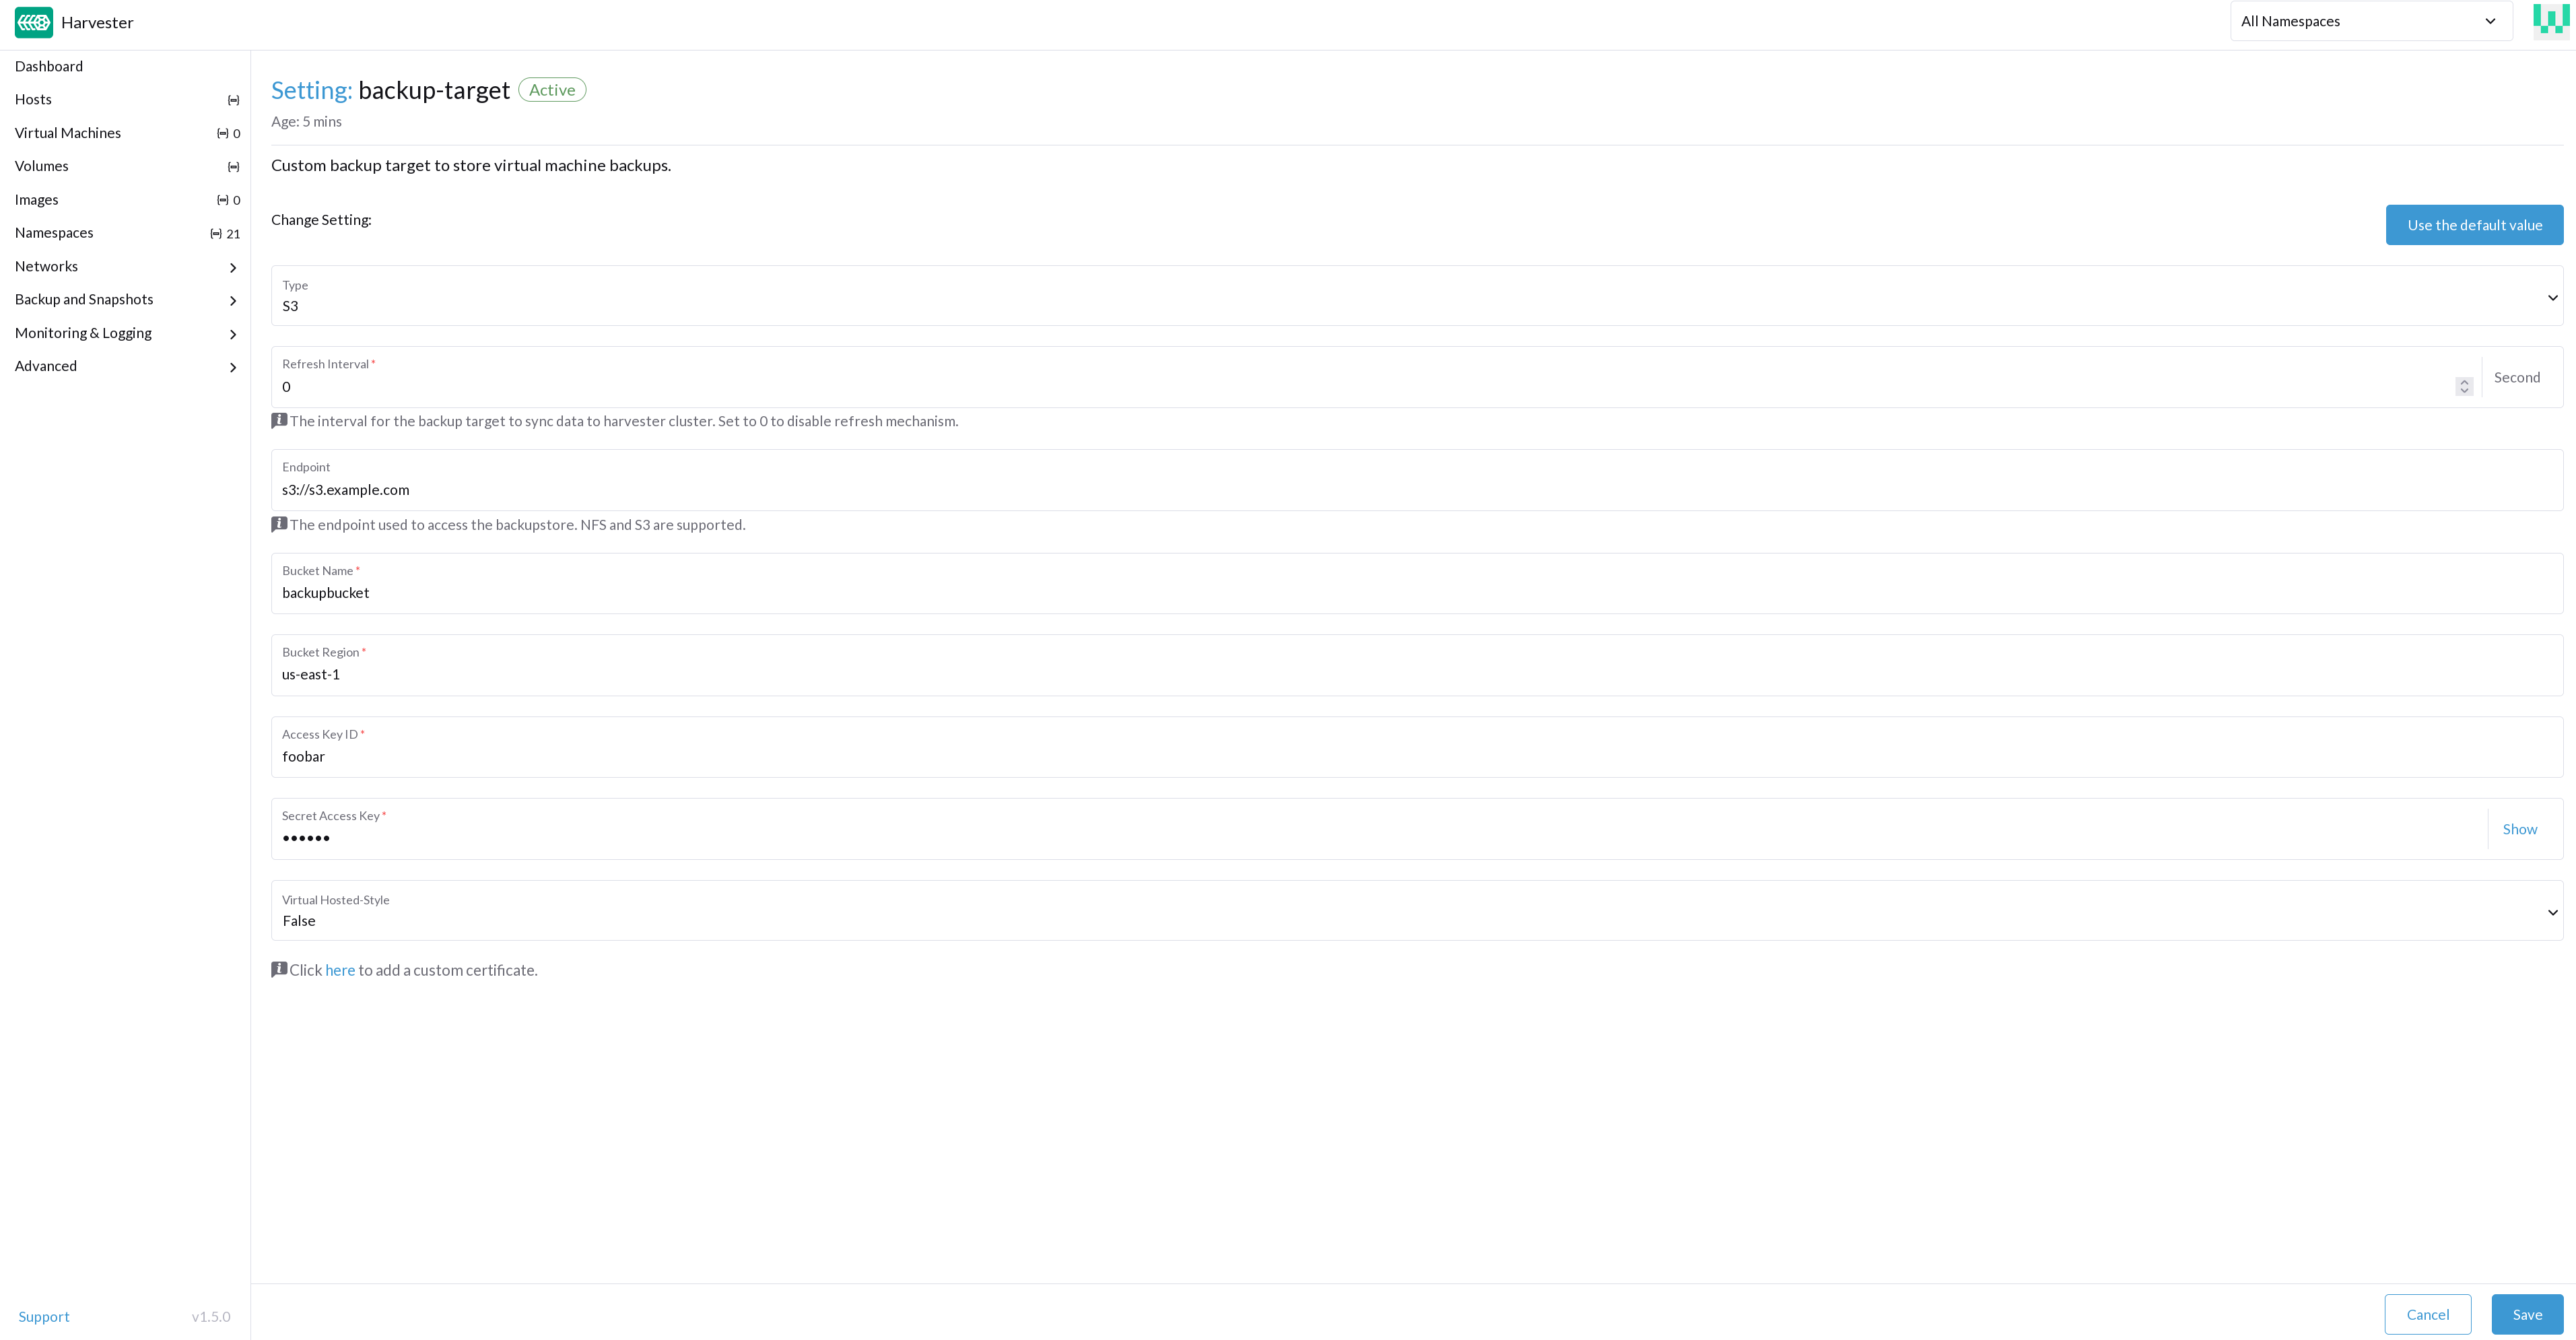 Harvester
All Namespaces
Dashboard
Hosts
Virtual Machines 0
Volumes
Images 0
Namespaces 21
Networks
Backup and Snapshots
Monitoring & Logging
Advanced
Setting: backup-target Active
Age: 5 mins
Custom backup target to store virtual machine backups.
Change Setting:
Use the default value
Type
S3
Refresh Interval *
0
Second
The interval for the backup target to sync data to harvester cluster. Set to 0 to disable refresh mechanism.
Endpoint
s3://s3.example.com
The endpoint used to access the backupstore. NFS and S3 are supported.
Bucket Name *
backupbucket
Bucket Region *
us-east-1
Access Key ID *
foobar
Secret Access Key *
••••••
Show
Virtual Hosted-Style
False
Click here to add a custom certificate.
Support v1.5.0
Cancel Save